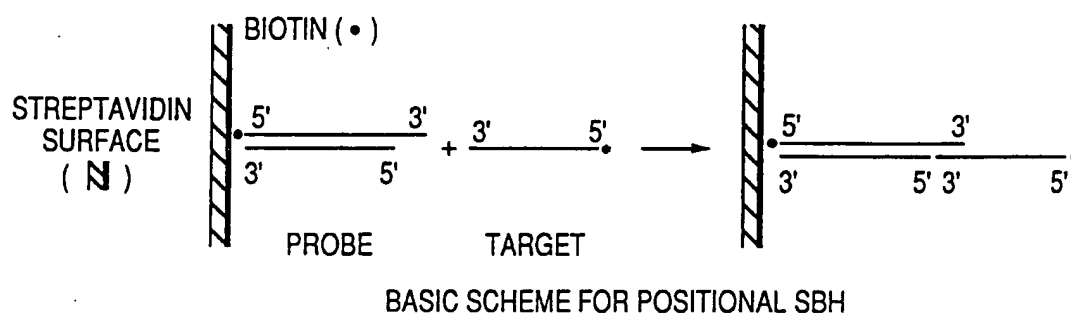 BIOTIN (•)
STREPTAVIDIN
SURFACE
( )
5' 3'
3' 5'
+
3' 5'
5' 3'
3' 5' 3' 5'
PROBE
TARGET
BASIC SCHEME FOR POSITIONAL SBH